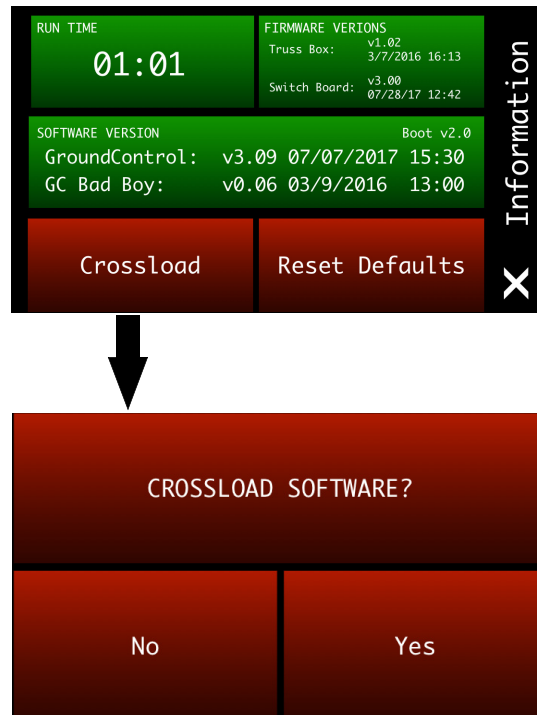 RUN TIME
01:01
FIRMWARE VERIONS
Truss Box: v1.02
3/7/2016 16:13
Switch Board: v3.00
07/28/17 12:42
SOFTWARE VERSION Boot v2.0
GroundControl: v3.09 07/07/2017 15:30
GC Bad Boy: v0.06 03/9/2016 13:00
Crossload
Reset Defaults
Information
X
CROSSLOAD SOFTWARE?
No
Yes